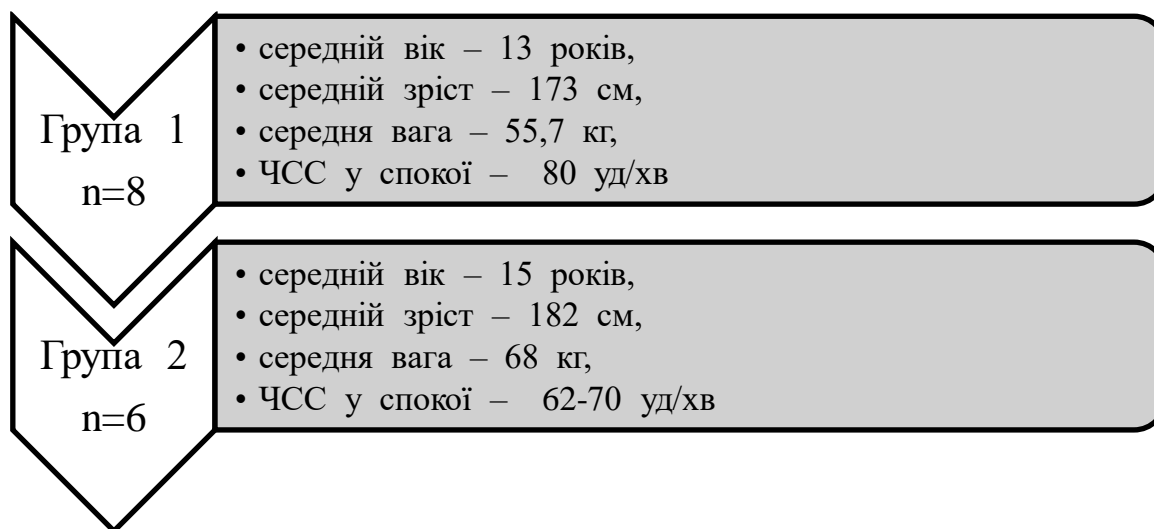 Група 1
n=8
• середній вік – 13 років,
• середній зріст – 173 см,
• середня вага – 55,7 кг,
• ЧСС у спокої – 80 уд/хв
Група 2
n=6
• середній вік – 15 років,
• середній зріст – 182 см,
• середня вага – 68 кг,
• ЧСС у спокої – 62-70 уд/хв